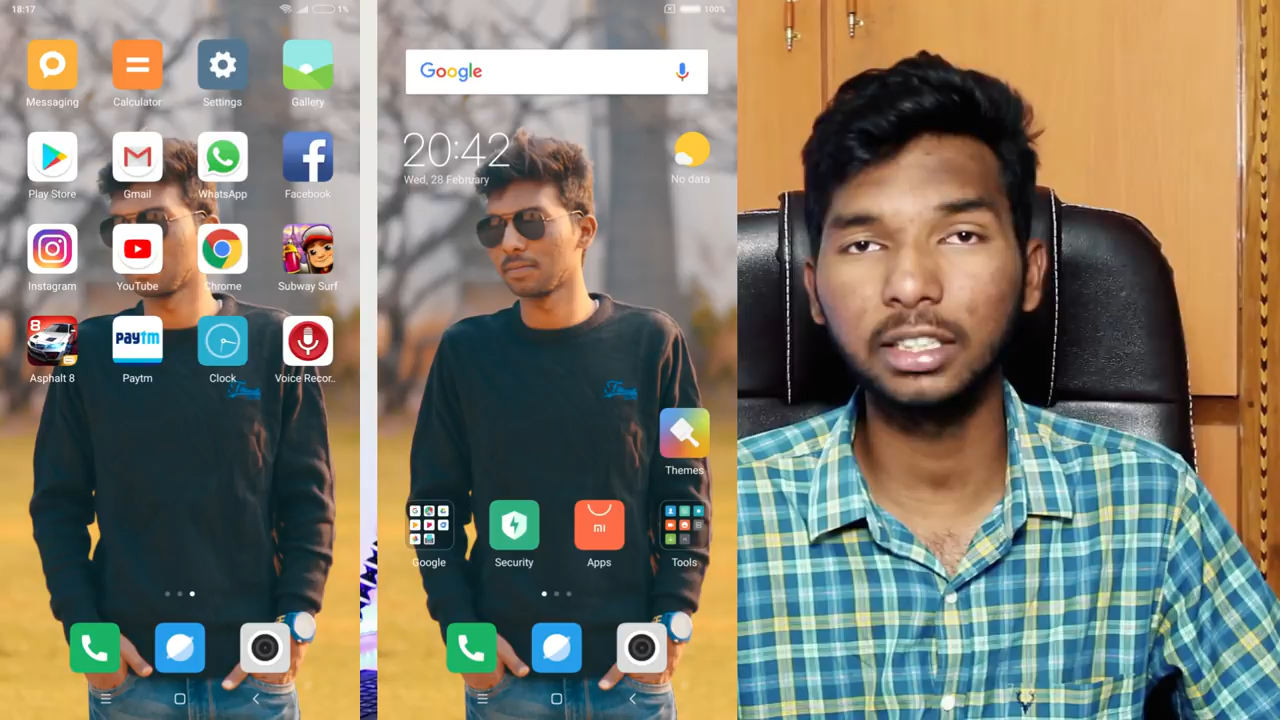 18:17
1%
Messaging
Calculator
Settings
Gallery
Play Store
Gmail
WhatsApp
Facebook
Instagram
YouTube
Chrome
Subway Surf
8
Asphalt 8
Paytm
Paytm
Clock
Voice Recor..
100%
Google
20:42
Wed, 28 February
No data
Themes
Google
Security
mi
Apps
Tools